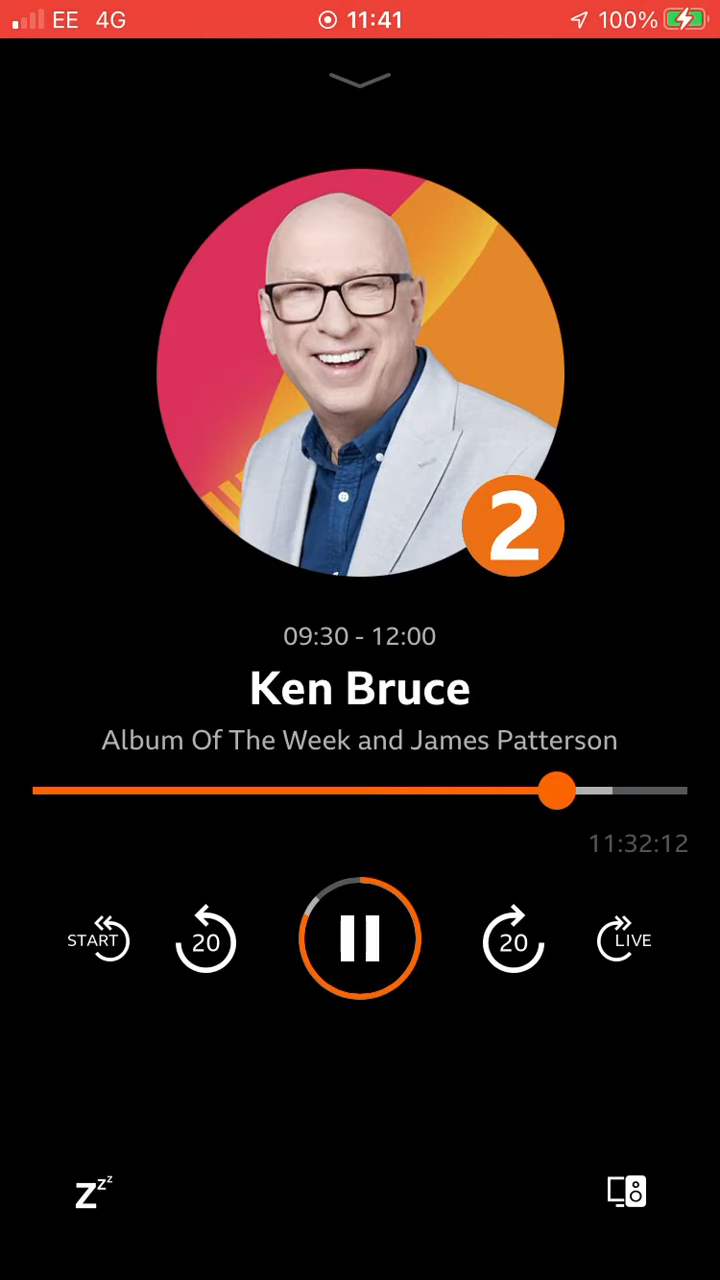 EE 4G 11:41 100%
2
09:30 - 12:00
Ken Bruce
Album Of The Week and James Patterson
11:32:12
START 20 20 LIVE
Zzz